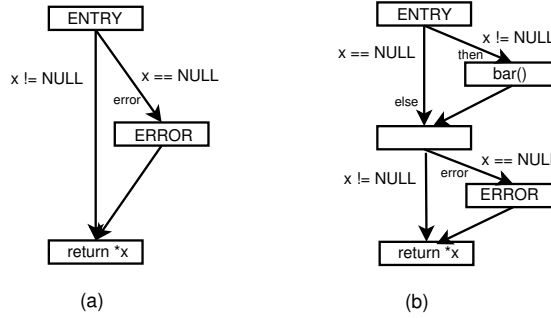 ENTRY
x != NULL
x == NULL
error
ERROR
return *x
(a)
ENTRY
x != NULL
x == NULL
then
bar()
else
x == NULL
x != NULL
error
ERROR
return *x
(b)